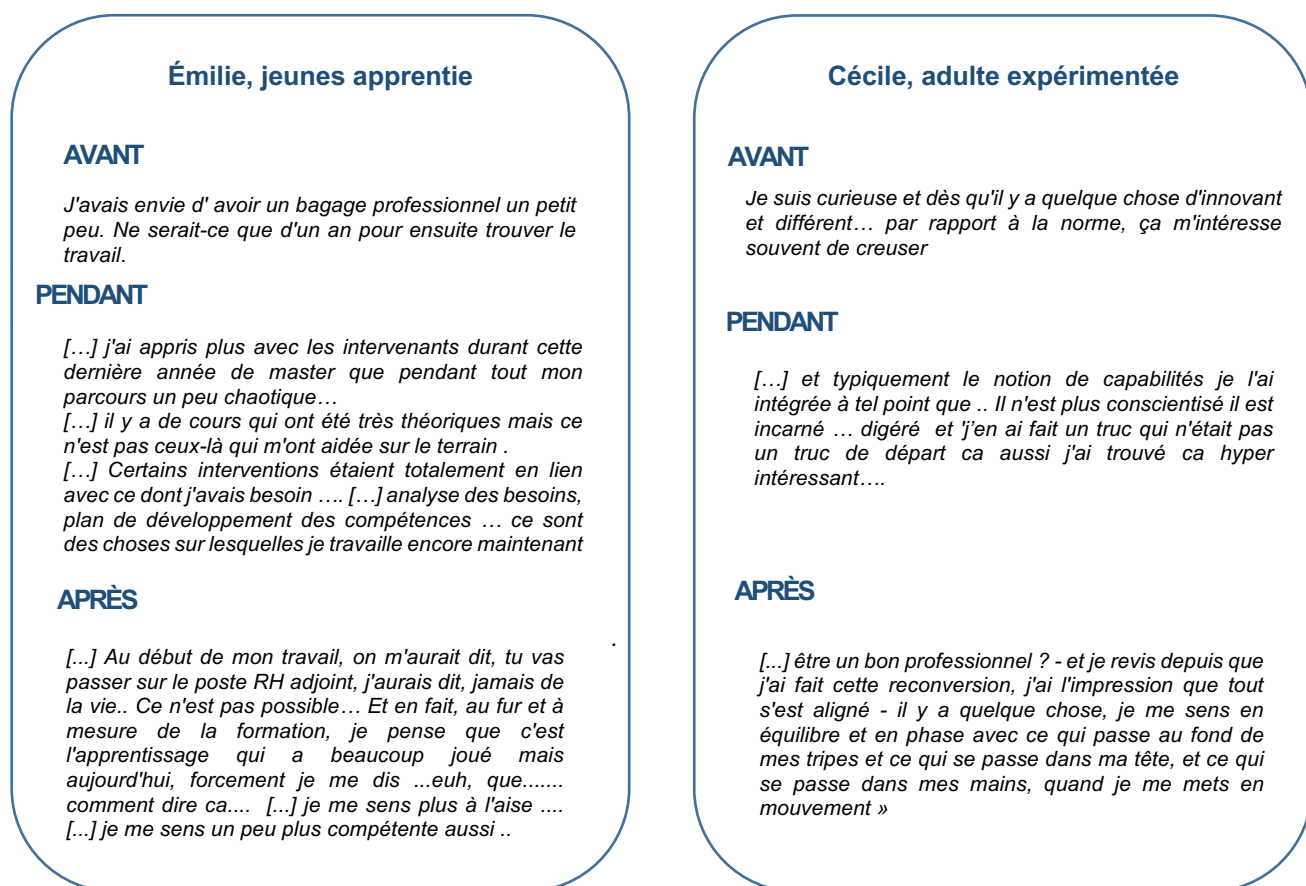 Émilie, jeunes apprentie
AVANT
J'avais envie d' avoir un bagage professionnel un petit
peu. Ne serait-ce que d'un an pour ensuite trouver le
travail.
PENDANT
[…] j'ai appris plus avec les intervenants durant cette
dernière année de master que pendant tout mon
parcours un peu chaotique…
[…] il y a de cours qui ont été très théoriques mais ce
n'est pas ceux-là qui m'ont aidée sur le terrain .
[…] Certains interventions étaient totalement en lien
avec ce dont j'avais besoin …. […] analyse des besoins,
plan de développement des compétences … ce sont
des choses sur lesquelles je travaille encore maintenant
APRÈS
.
[...] Au début de mon travail, on m'aurait dit, tu vas
passer sur le poste RH adjoint, j'aurais dit, jamais de
la vie.. Ce n'est pas possible… Et en fait, au fur et à
mesure de la formation, je pense que c'est
l'apprentissage qui a beaucoup joué mais
aujourd'hui, forcement je me dis ...euh, que.......
comment dire ca.... [...] je me sens plus à l'aise ....
[...] je me sens un peu plus compétente aussi ..
Cécile, adulte expérimentée
AVANT
Je suis curieuse et dès qu'il y a quelque chose d'innovant
et différent… par rapport à la norme, ça m'intéresse
souvent de creuser
PENDANT
[…] et typiquement le notion de capabilités je l'ai
intégrée à tel point que .. Il n'est plus conscientisé il est
incarné … digéré et 'j'en ai fait un truc qui n'était pas
un truc de départ ca aussi j'ai trouvé ca hyper
intéressant….
APRÈS
[...] être un bon professionnel ? - et je revis depuis que
j'ai fait cette reconversion, j'ai l'impression que tout
s'est aligné - il y a quelque chose, je me sens en
équilibre et en phase avec ce qui passe au fond de
mes tripes et ce qui se passe dans ma tête, et ce qui
se passe dans mes mains, quand je me mets en
mouvement »